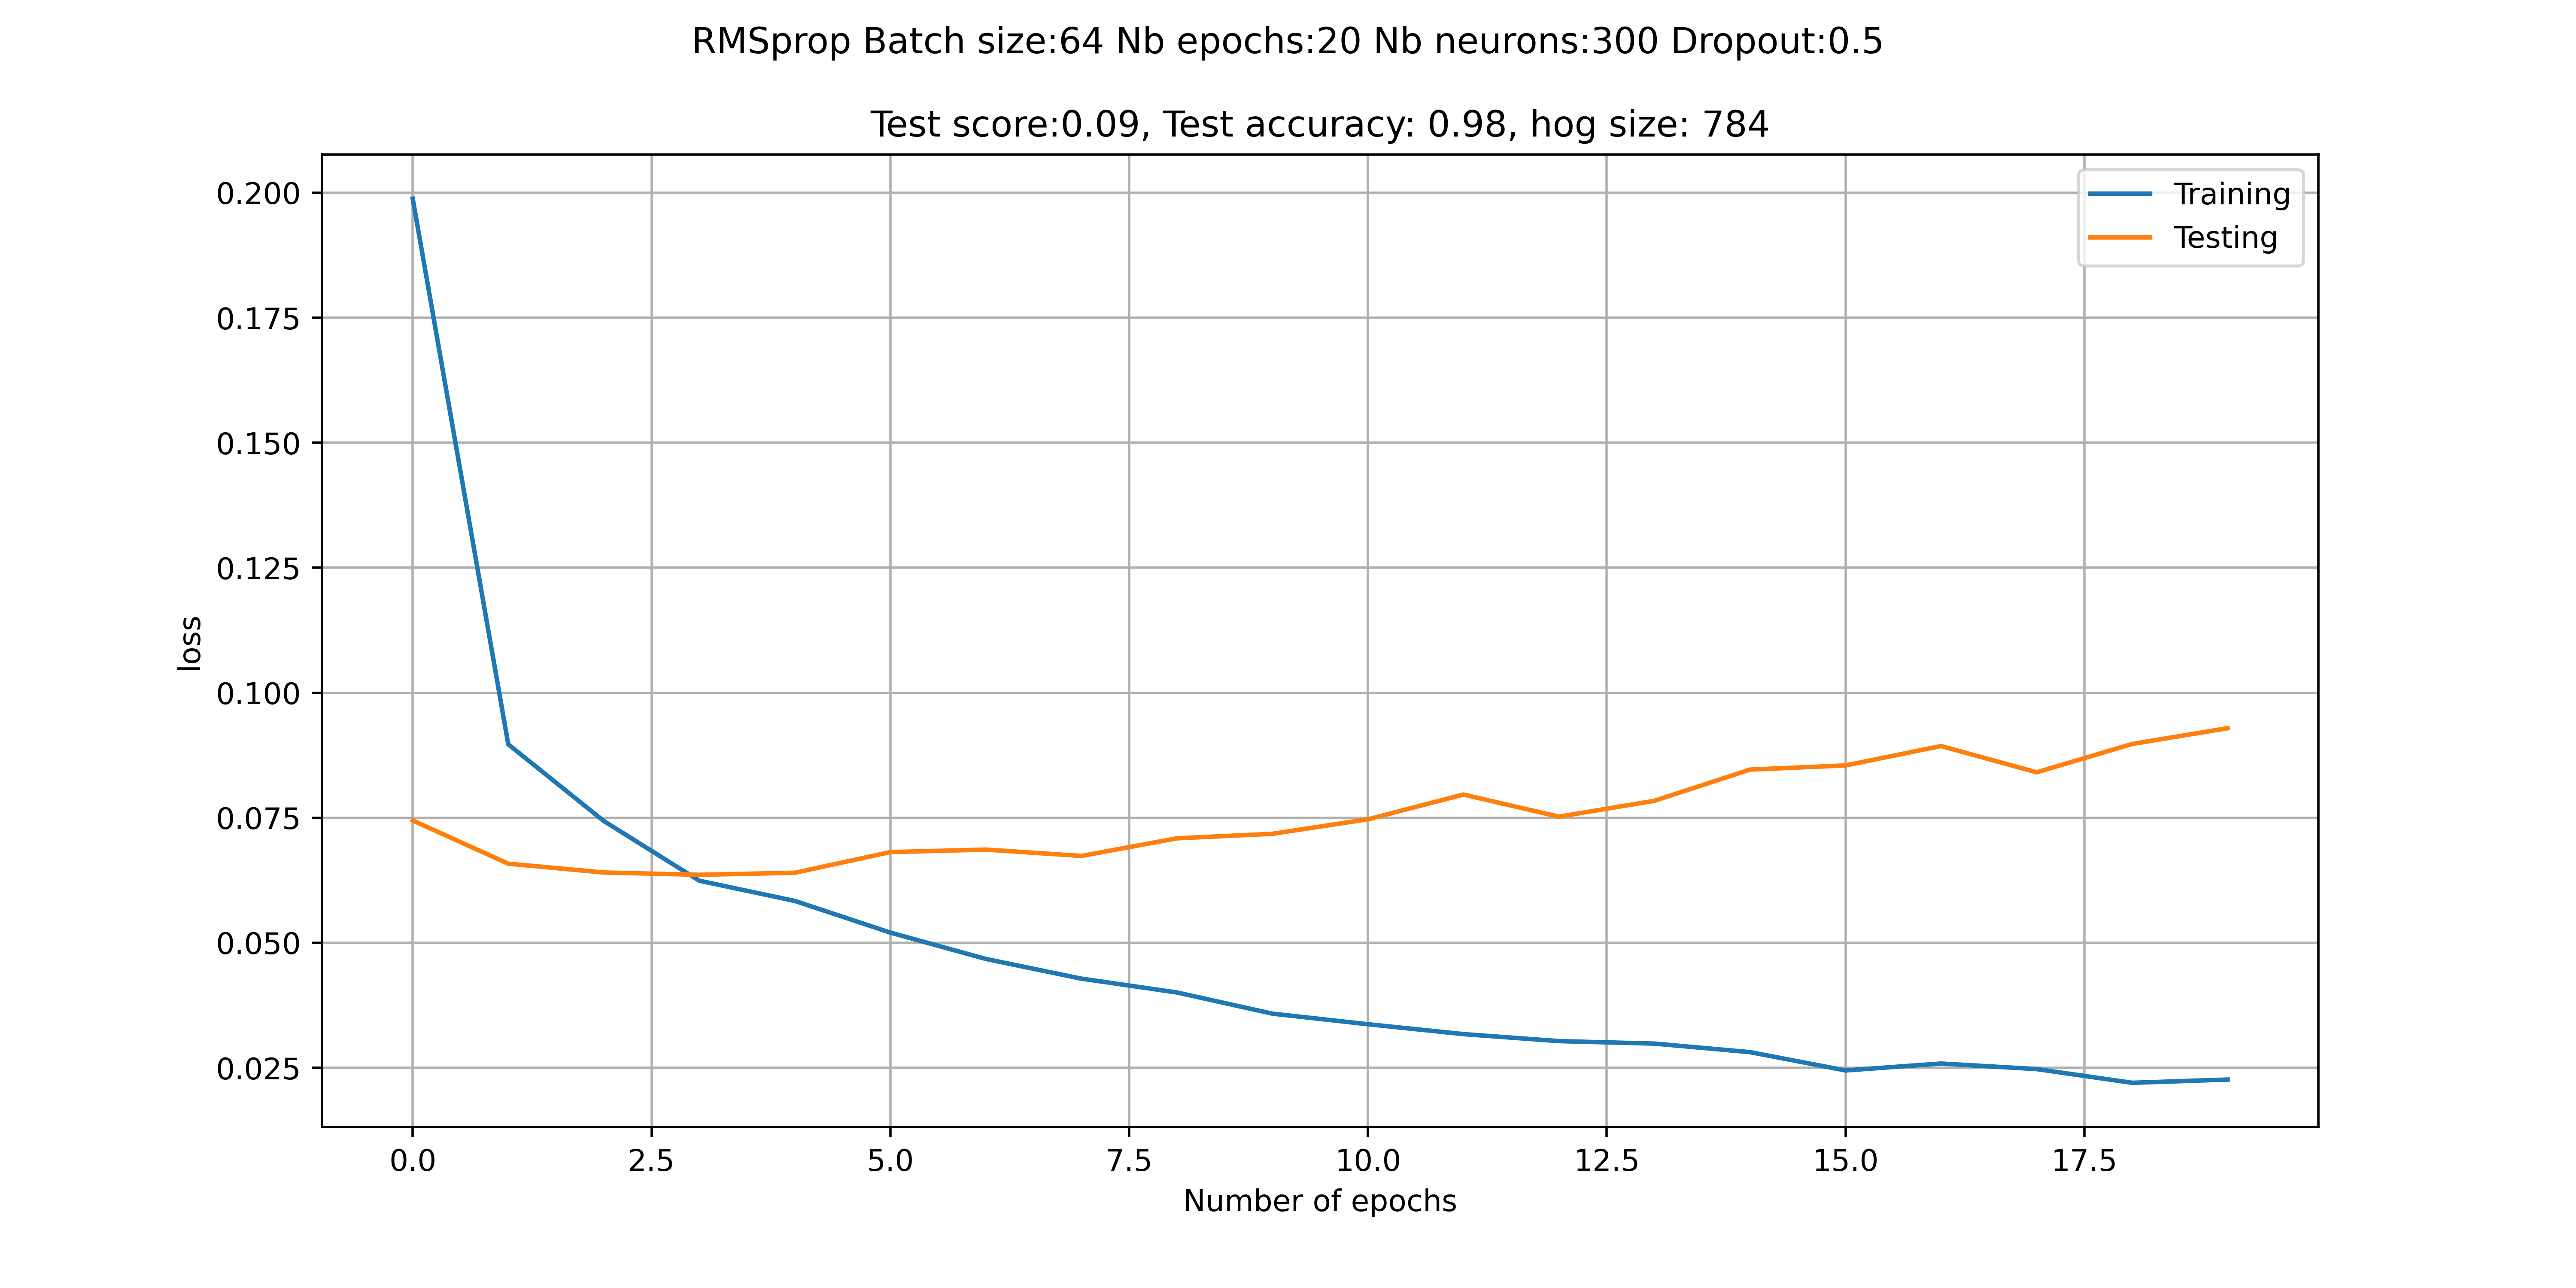 RMSprop Batch size:64 Nb epochs:20 Nb neurons:300 Dropout:0.5
Test score:0.09, Test accuracy: 0.98, hog size: 784
Training
Testing
0.200
0.175
0.150
0.125
0.100
0.075
0.050
0.025
loss
0.0 2.5 5.0 7.5 10.0 12.5 15.0 17.5
Number of epochs